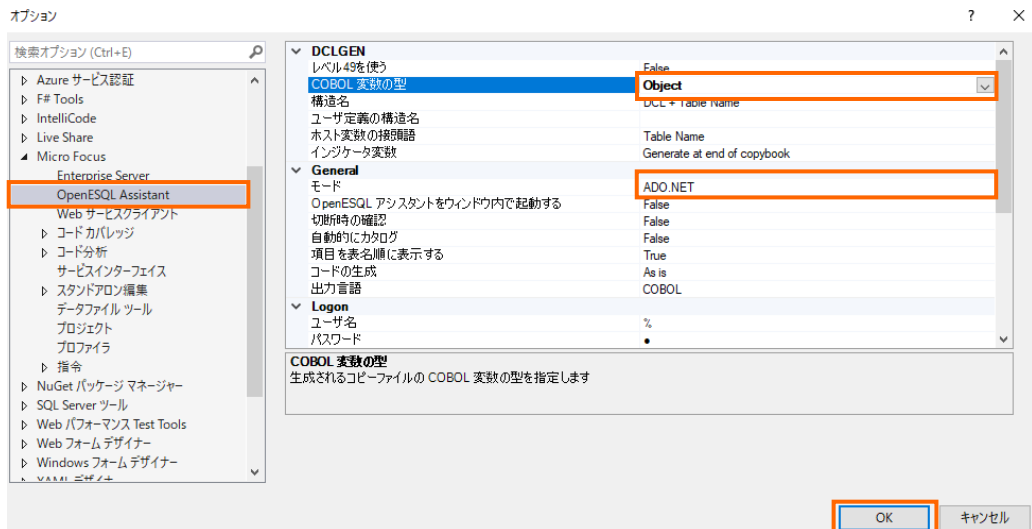 オプション
? ×
検索オプション (Ctrl+E)
Azure サービス認証
F# Tools
IntelliCode
Live Share
Micro Focus
Enterprise Server
OpenESQL Assistant
Web サービスクライアント
コード カバレッジ
コード分析
サービスインターフェイス
スタンドアロン編集
データファイル ツール
プロジェクト
プロファイラ
指令
NuGet パッケージ マネージャー
SQL Server ツール
Web パフォーマンス Test Tools
Web フォーム デザイナー
Windows フォーム デザイナー
YAML デザイナ
DCLGEN
レベル49を使う False
COBOL 変数の型 Object
構造名 DCL + Table Name
ユーザ定義の構造名
ホスト変数の接頭語 Table Name
インジケータ変数 Generate at end of copybook
General
モード ADO.NET
OpenESQL アシスタントをウィンドウ内で起動する False
切断時の確認 False
自動的にカタログ False
項目を表名順に表示する True
コードの生成 As is
出力言語 COBOL
Logon
ユーザ名 %
パスワード ●
COBOL 変数の型
生成されるコピーファイルの COBOL 変数の型を指定します
OK キャンセル